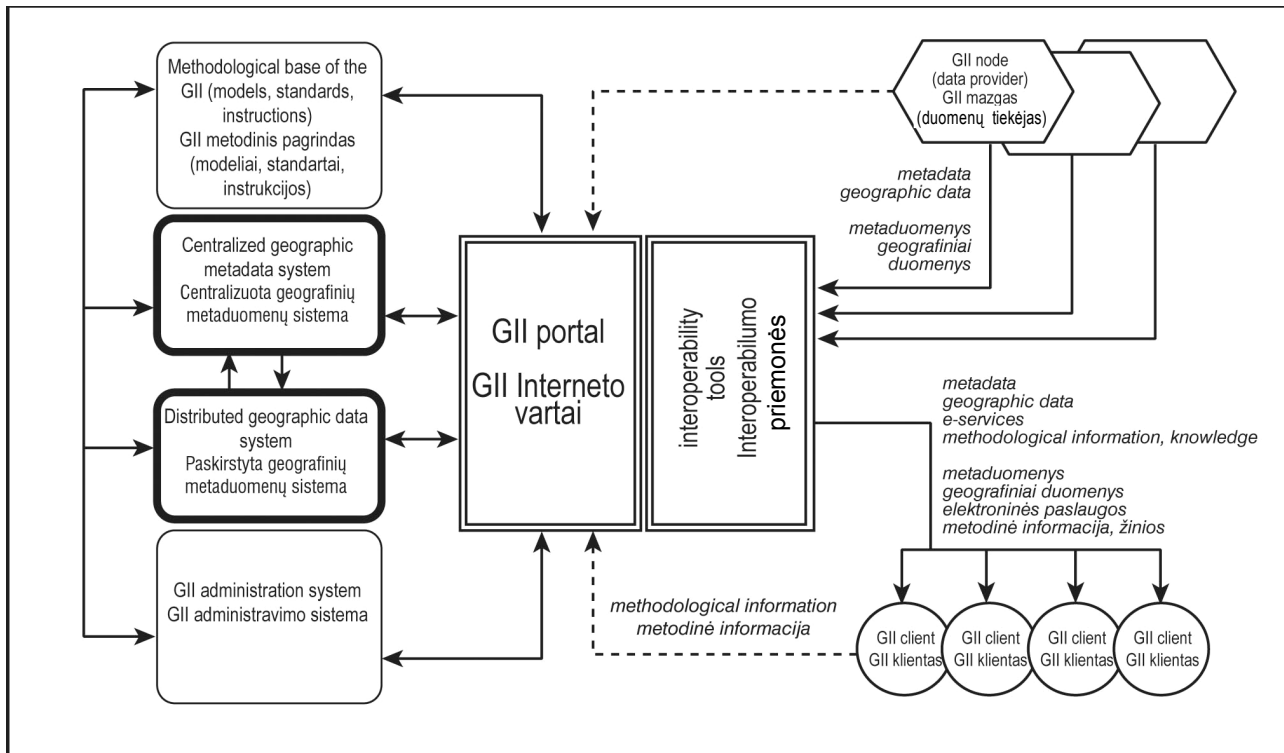 Methodological base of the
GII (models, standards,
instructions)
GII metodinis pagrindas
(modeliai, standartai,
instrukcijos)
Centralized geographic
metadata system
Centralizuota geografinių
metaduomenų sistema
Distributed geographic data
system
Paskirstyta geografinių
metaduomenų sistema
GII administration system
GII administravimo sistema
GII portal
GII Interneto
vartai
interoperability
tools
Interoperabilumo
priemonės
GII node
(data provider)
GII mazgas
(duomenų tiekėjas)
metadata
geographic data
metaduomenys
geografiniai
duomenys
metadata
geographic data
e-services
methodological information, knowledge
metaduomenys
geografiniai duomenys
elektroninės paslaugos
metodinė informacija, žinios
methodological information
metodinė informacija
GII client
GII klientas
GII client
GII klientas
GII client
GII klientas
GII client
GII klientas